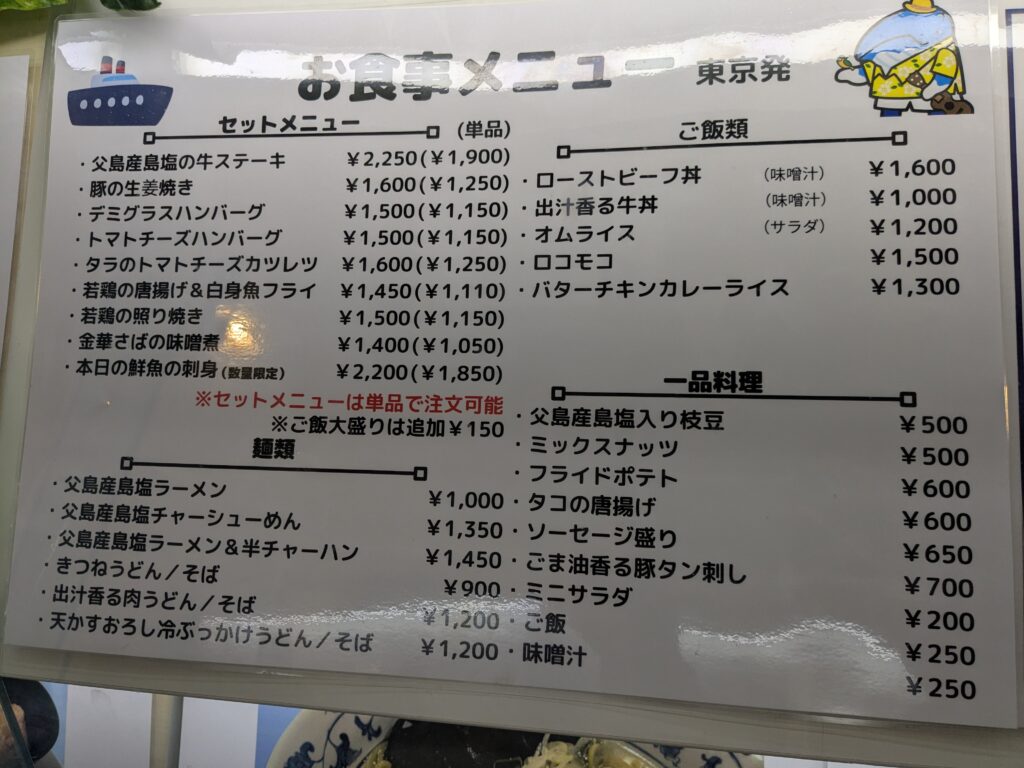 お食事メニュー 東京発
セットメニュー (単品)
・父島産島塩の牛ステーキ ¥2,250(¥1,900)
・豚の生姜焼き ¥1,600(¥1,250)
・デミグラスハンバーグ ¥1,500(¥1,150)
・トマトチーズハンバーグ ¥1,500(¥1,150)
・タラのトマトチーズカツレツ ¥1,600(¥1,250)
・若鶏の唐揚げ＆白身魚フライ ¥1,450(¥1,110)
・若鶏の照り焼き ¥1,500(¥1,150)
・金華さばの味噌煮 ¥1,400(¥1,050)
・本日の鮮魚の刺身(数量限定) ¥2,200(¥1,850)
※セットメニューは単品で注文可能
※ご飯大盛りは追加¥150
麺類
・父島産島塩ラーメン ¥1,000
・父島産島塩チャーシューめん ¥1,350
・父島産島塩ラーメン＆半チャーハン ¥1,450
・きつねうどん／そば ¥900
・出汁香る肉うどん／そば ¥1,200
・天かすおろし冷ぶっかけうどん／そば ¥1,200
ご飯類
・ローストビーフ丼 (味噌汁) ¥1,600
・出汁香る牛丼 (味噌汁) ¥1,000
・オムライス (サラダ) ¥1,200
・ロコモコ ¥1,500
・バターチキンカレーライス ¥1,300
一品料理
・父島産島塩入り枝豆 ¥500
・ミックスナッツ ¥500
・フライドポテト ¥600
・タコの唐揚げ ¥600
・ソーセージ盛り ¥650
・ごま油香る豚タン刺し ¥700
・ミニサラダ ¥200
・ご飯 ¥250
・味噌汁 ¥250